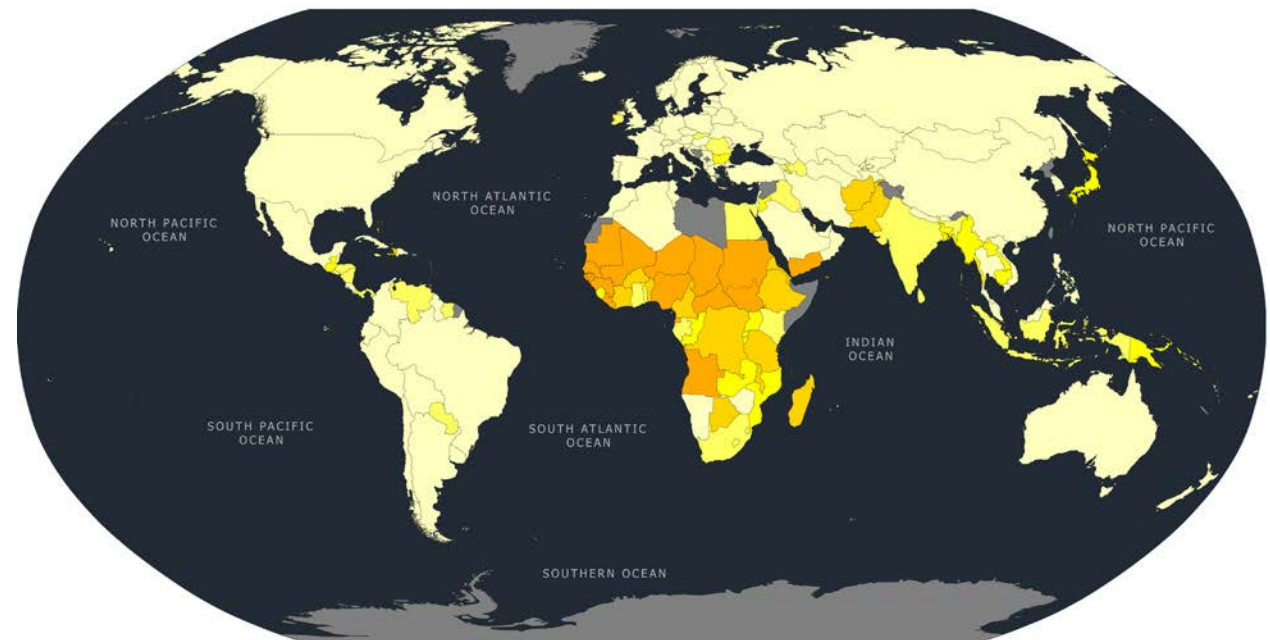 NORTH ATLANTIC
OCEAN
NORTH PACIFIC
OCEAN
NORTH PACIFIC
OCEAN
INDIAN
OCEAN
SOUTH PACIFIC
OCEAN
SOUTH ATLANTIC
OCEAN
SOUTHERN OCEAN